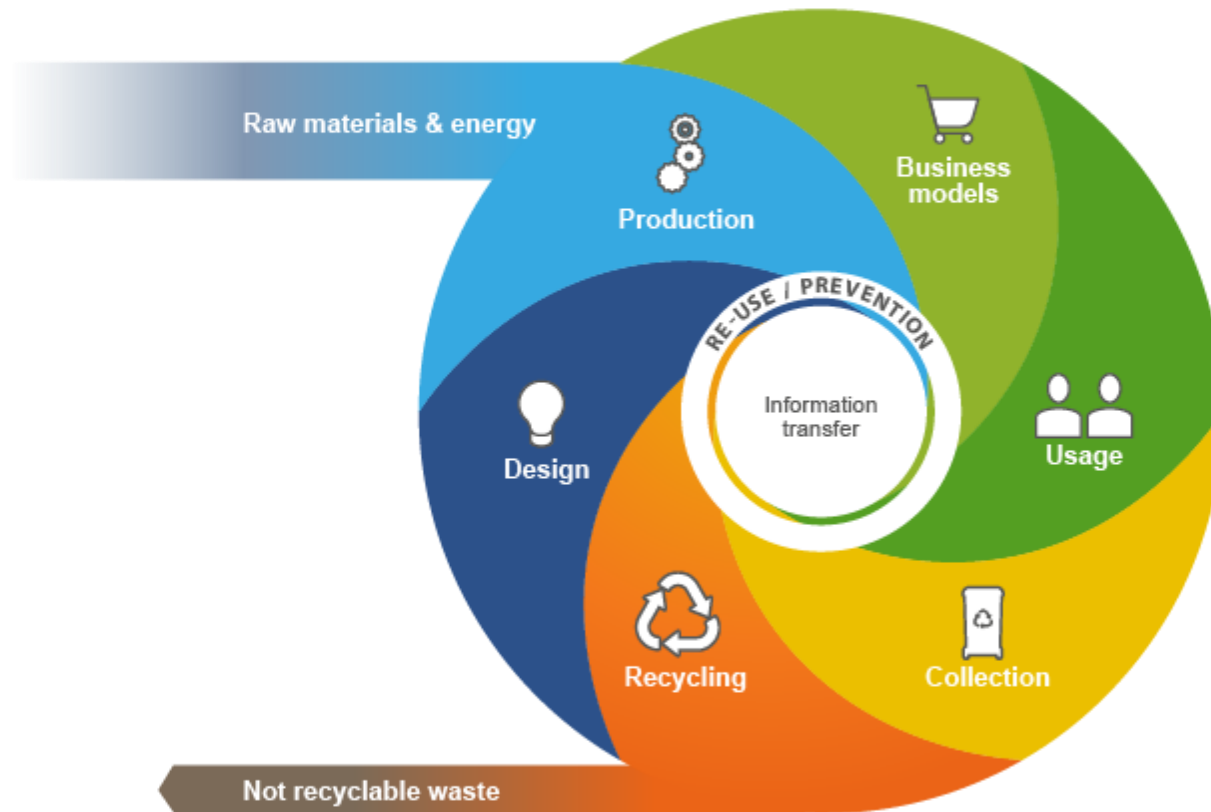 Raw materials & energy
Production
Business
models
RE-USE / PREVENTION
Information
transfer
Design
Usage
Recycling
Collection
Not recyclable waste